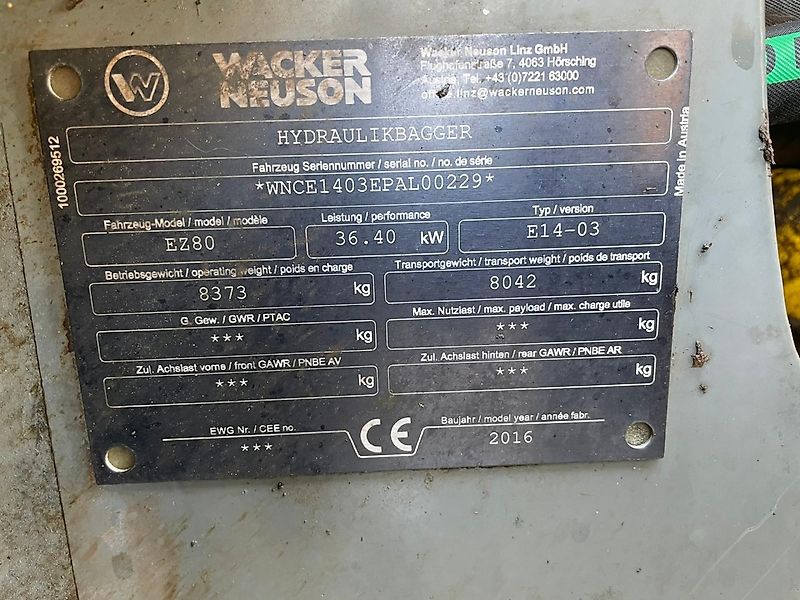 W
WACKER
NEUSON
Wacker Neuson Linz GmbH
Flughafenstraße 7, 4063 Hörsching
Austria, Tel. +43 (0)7221 63000
office.linz@wackerneuson.com
HYDRAULIKBAGGER
1000269512
Made in Austria
Fahrzeug Seriennummer / serial no. / no. de série
*WNCE1403EPAL00229*
Fahrzeug-Model / model / modèle
EZ80
Leistung / performance
36.40 kW
Typ / version
E14-03
Betriebsgewicht / operating weight / poids en charge
8373 kg
Transportgewicht / transport weight / poids de transport
8042 kg
G. Gew. / GWR / PTAC
*** kg
Max. Nutzlast / max. payload / max. charge utile
*** kg
Zul. Achslast vorne / front GAWR / PNBE AV
*** kg
Zul. Achslast hinten / rear GAWR / PNBE AR
*** kg
EWG Nr. / CEE no.
***
CE
Baujahr / model year / année fabr.
2016